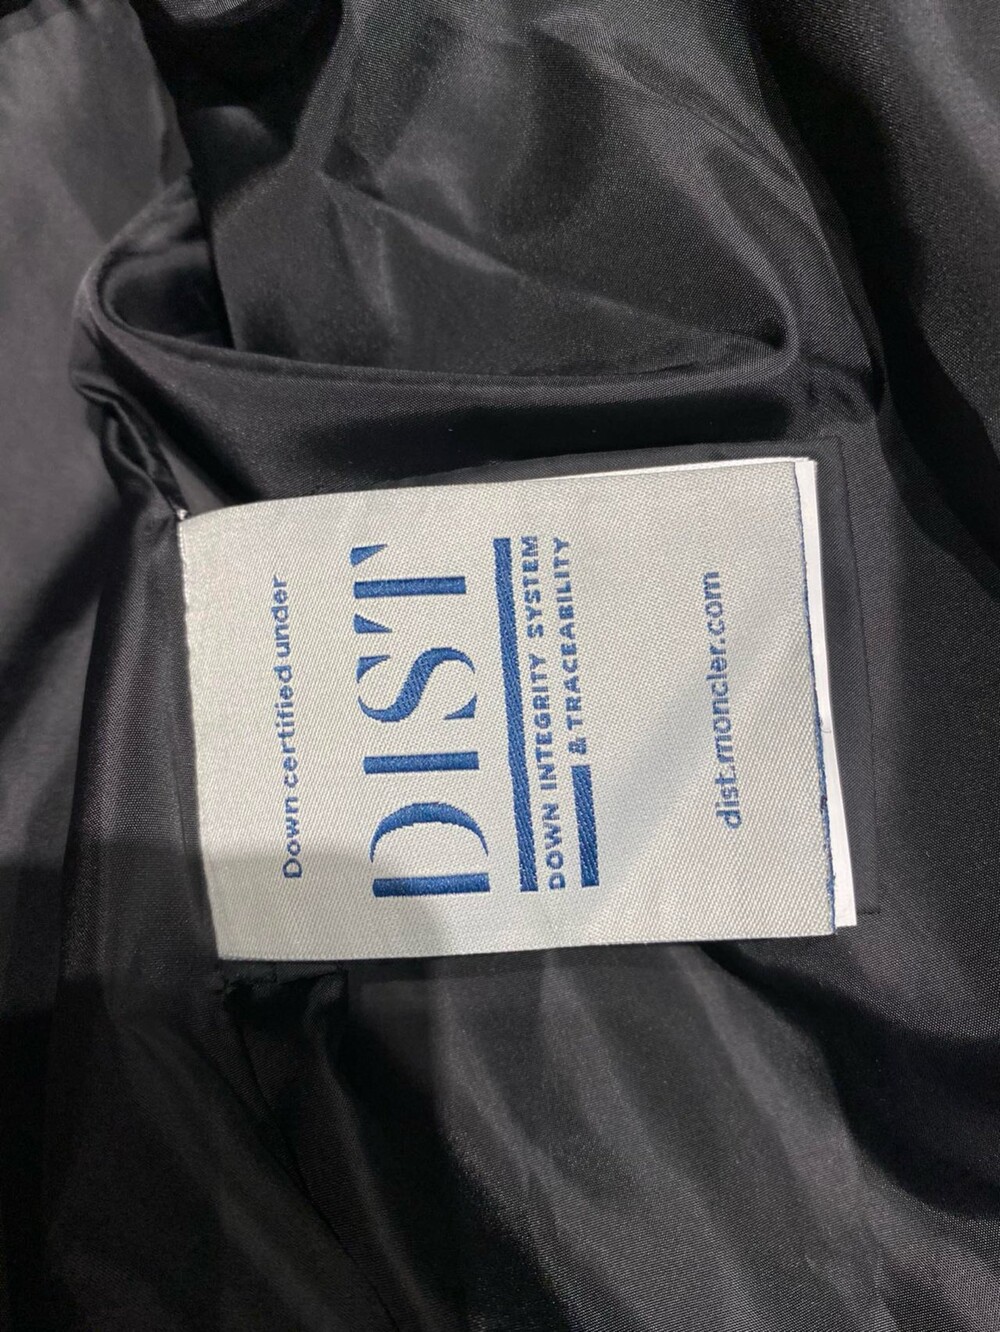 Down certified under
DIST
DOWN INTEGRITY SYSTEM
& TRACEABILITY
dist.moncler.com